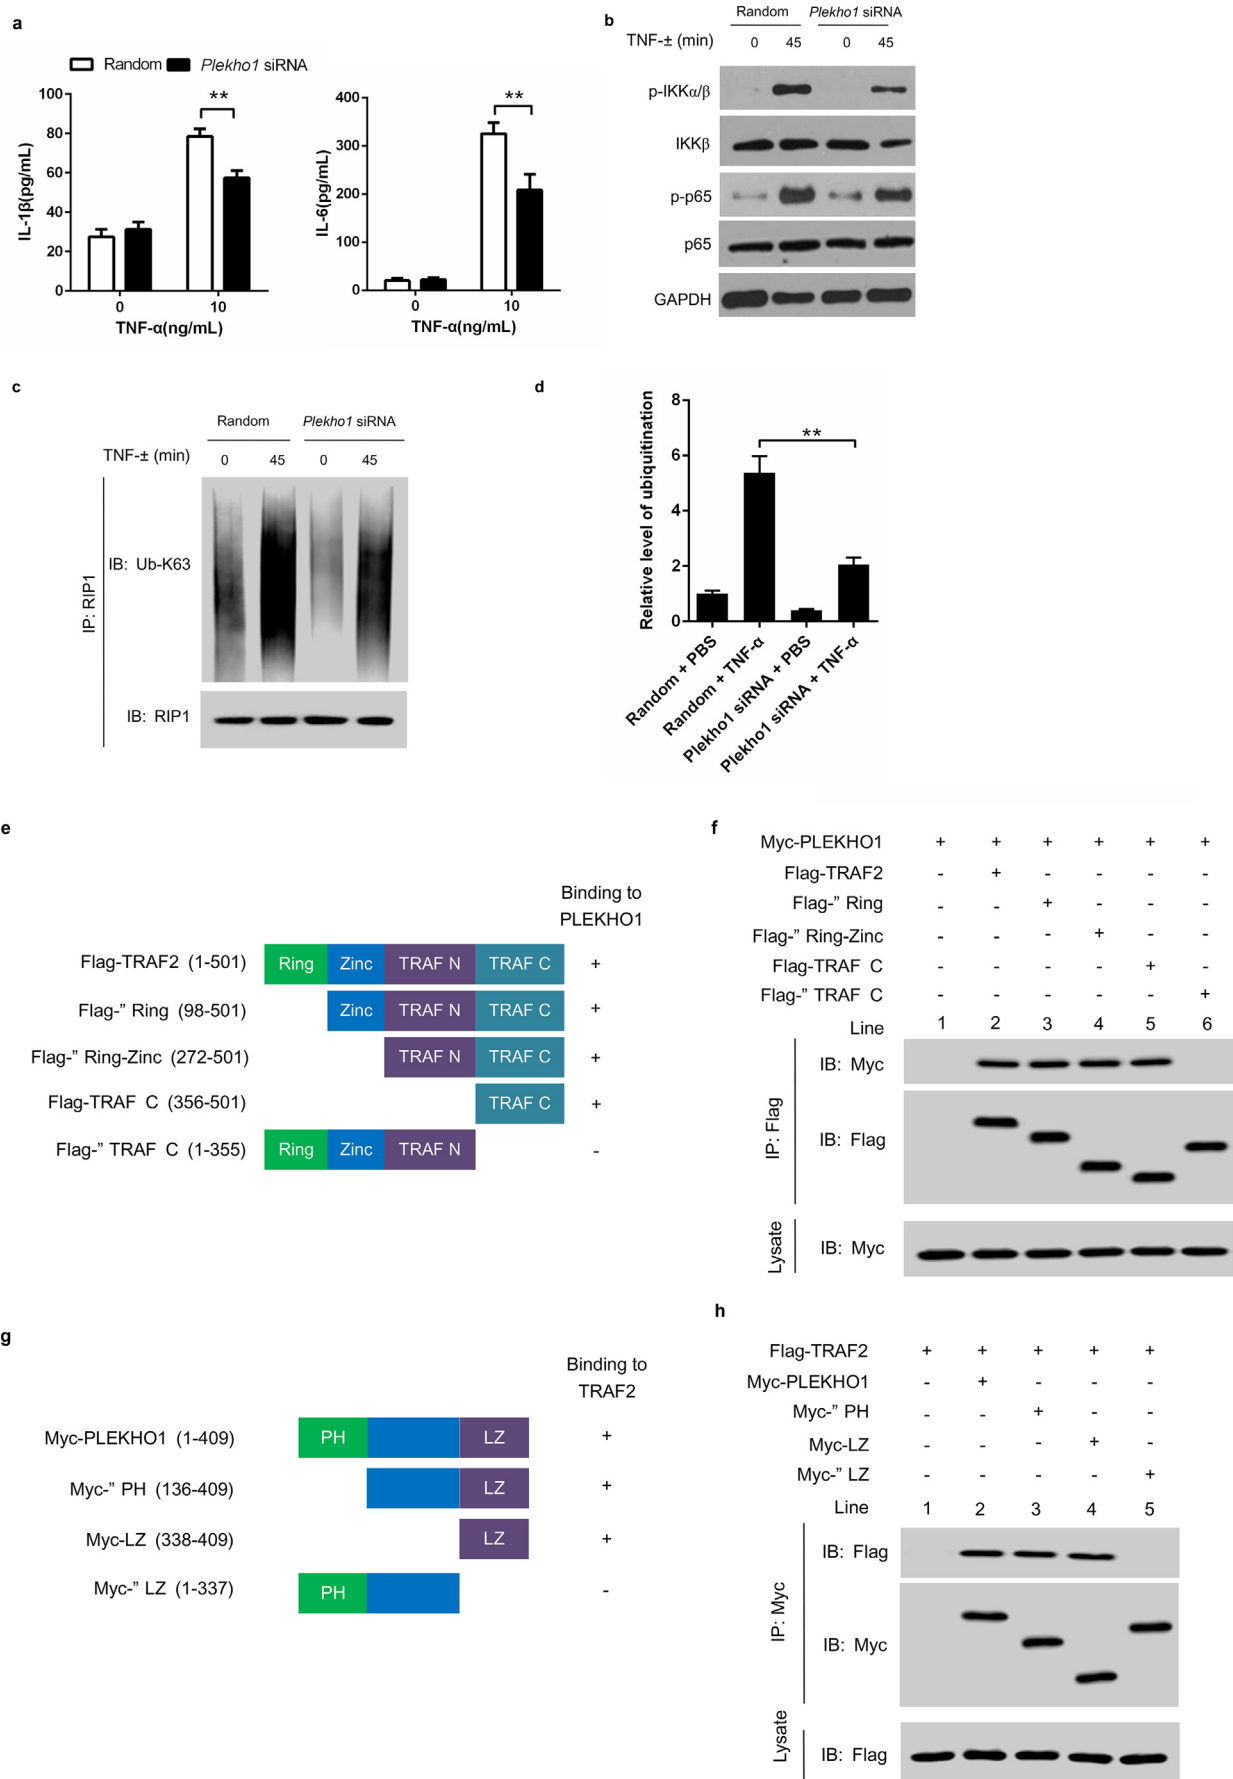 a
Random Plekho1 siRNA
IL-1β(pg/mL)
100
80
60
40
20
0
**
0 10
TNF-α(ng/mL)
IL-6(pg/mL)
400
300
200
100
0
**
0 10
TNF-α(ng/mL)
b
Random Plekho1 siRNA
TNF-± (min) 0 45 0 45
p-IKKα/β
IKKβ
p-p65
p65
GAPDH
c
Random Plekho1 siRNA
TNF-± (min) 0 45 0 45
IP: RIP1
IB: Ub-K63
IB: RIP1
d
Relative level of ubiquitination
8
6
4
2
0
**
Random + PBS
Random + TNF-α
Plekho1 siRNA + PBS
Plekho1 siRNA + TNF-α
e
Binding to
PLEKHO1
Flag-TRAF2 (1-501) Ring Zinc TRAF N TRAF C +
Flag-” Ring (98-501) Zinc TRAF N TRAF C +
Flag-” Ring-Zinc (272-501) TRAF N TRAF C +
Flag-TRAF C (356-501) TRAF C +
Flag-” TRAF C (1-355) Ring Zinc TRAF N -
f
Myc-PLEKHO1 + + + + + +
Flag-TRAF2 - + - - - -
Flag-” Ring - - + - - -
Flag-” Ring-Zinc - - - + - -
Flag-TRAF C - - - - + -
Flag-” TRAF C - - - - - +
Line 1 2 3 4 5 6
IP: Flag
IB: Myc
IB: Flag
Lysate
IB: Myc
g
Binding to
TRAF2
Myc-PLEKHO1 (1-409) PH LZ +
Myc-” PH (136-409) LZ +
Myc-LZ (338-409) LZ +
Myc-” LZ (1-337) PH -
h
Flag-TRAF2 + + + + +
Myc-PLEKHO1 - + - - -
Myc-” PH - - + - -
Myc-LZ - - - + -
Myc-” LZ - - - - +
Line 1 2 3 4 5
IP: Myc
IB: Flag
IB: Myc
Lysate
IB: Flag